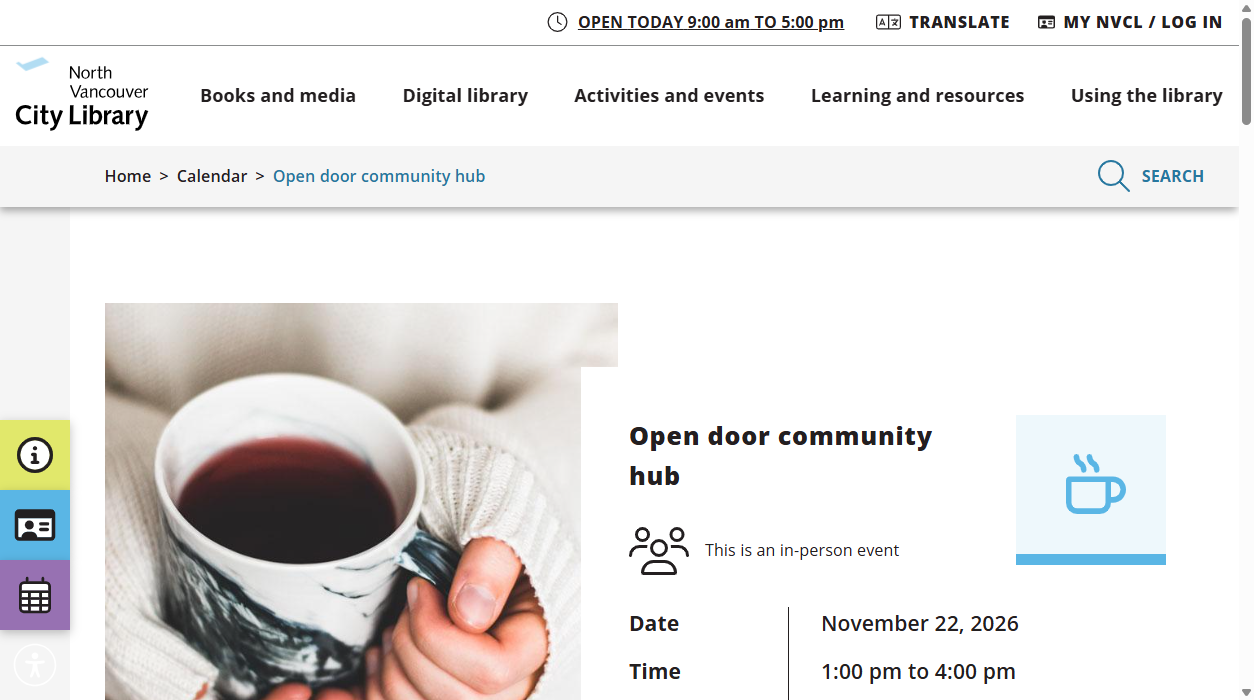 OPEN TODAY 9:00 am TO 5:00 pm
TRANSLATE
MY NVCL / LOG IN
North
Vancouver
City Library
Books and media
Digital library
Activities and events
Learning and resources
Using the library
Home > Calendar > Open door community hub
SEARCH
Open door community
hub
This is an in-person event
Date
November 22, 2026
Time
1:00 pm to 4:00 pm